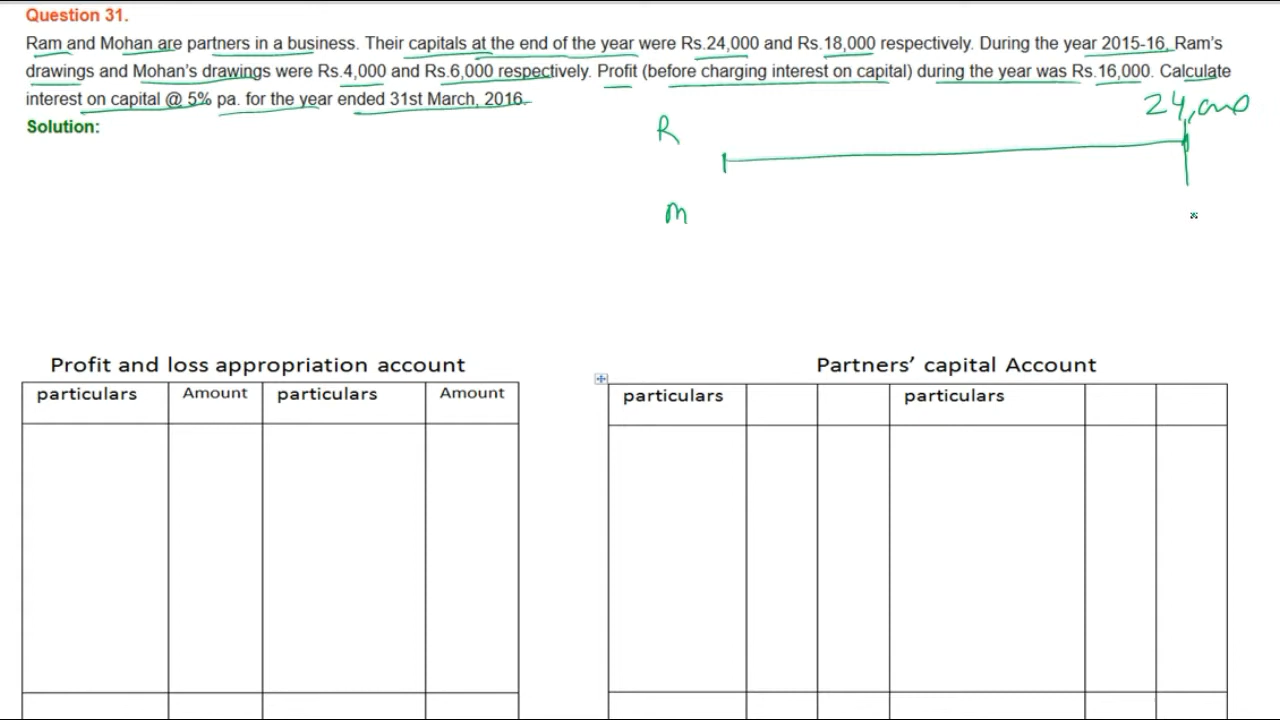 Question 31.
Ram and Mohan are partners in a business. Their capitals at the end of the year were Rs.24,000 and Rs.18,000 respectively. During the year 2015-16, Ram's
drawings and Mohan's drawings were Rs.4,000 and Rs.6,000 respectively. Profit (before charging interest on capital) during the year was Rs.16,000. Calculate
interest on capital @ 5% pa. for the year ended 31st March, 2016.
24,000
Solution:
R
M
Profit and loss appropriation account
Partners' capital Account
particulars Amount particulars Amount
particulars particulars